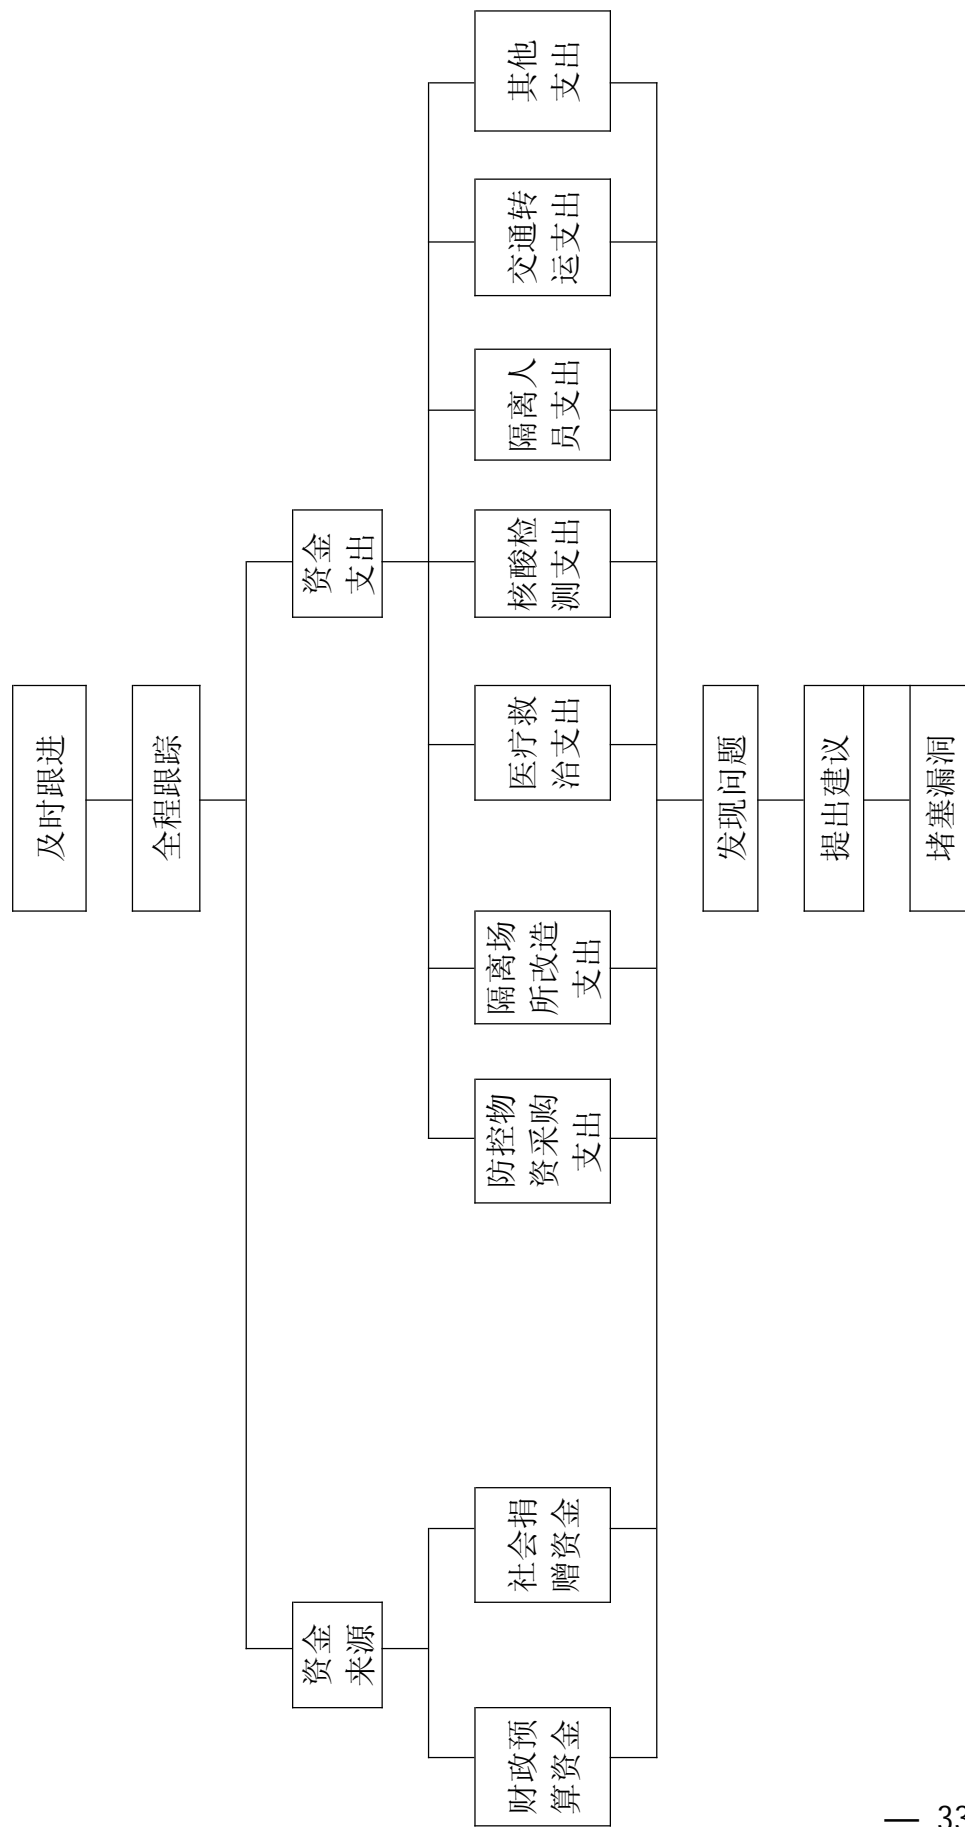 及时跟进
全程跟踪
资金
来源
资金
支出
财政预
算资金
社会捐
赠资金
防控物
资采购
支出
隔离场
所改造
支出
医疗救
治支出
核酸检
测支出
隔离人
员支出
交通转
运支出
其他
支出
发现问题
提出建议
堵塞漏洞
— 33